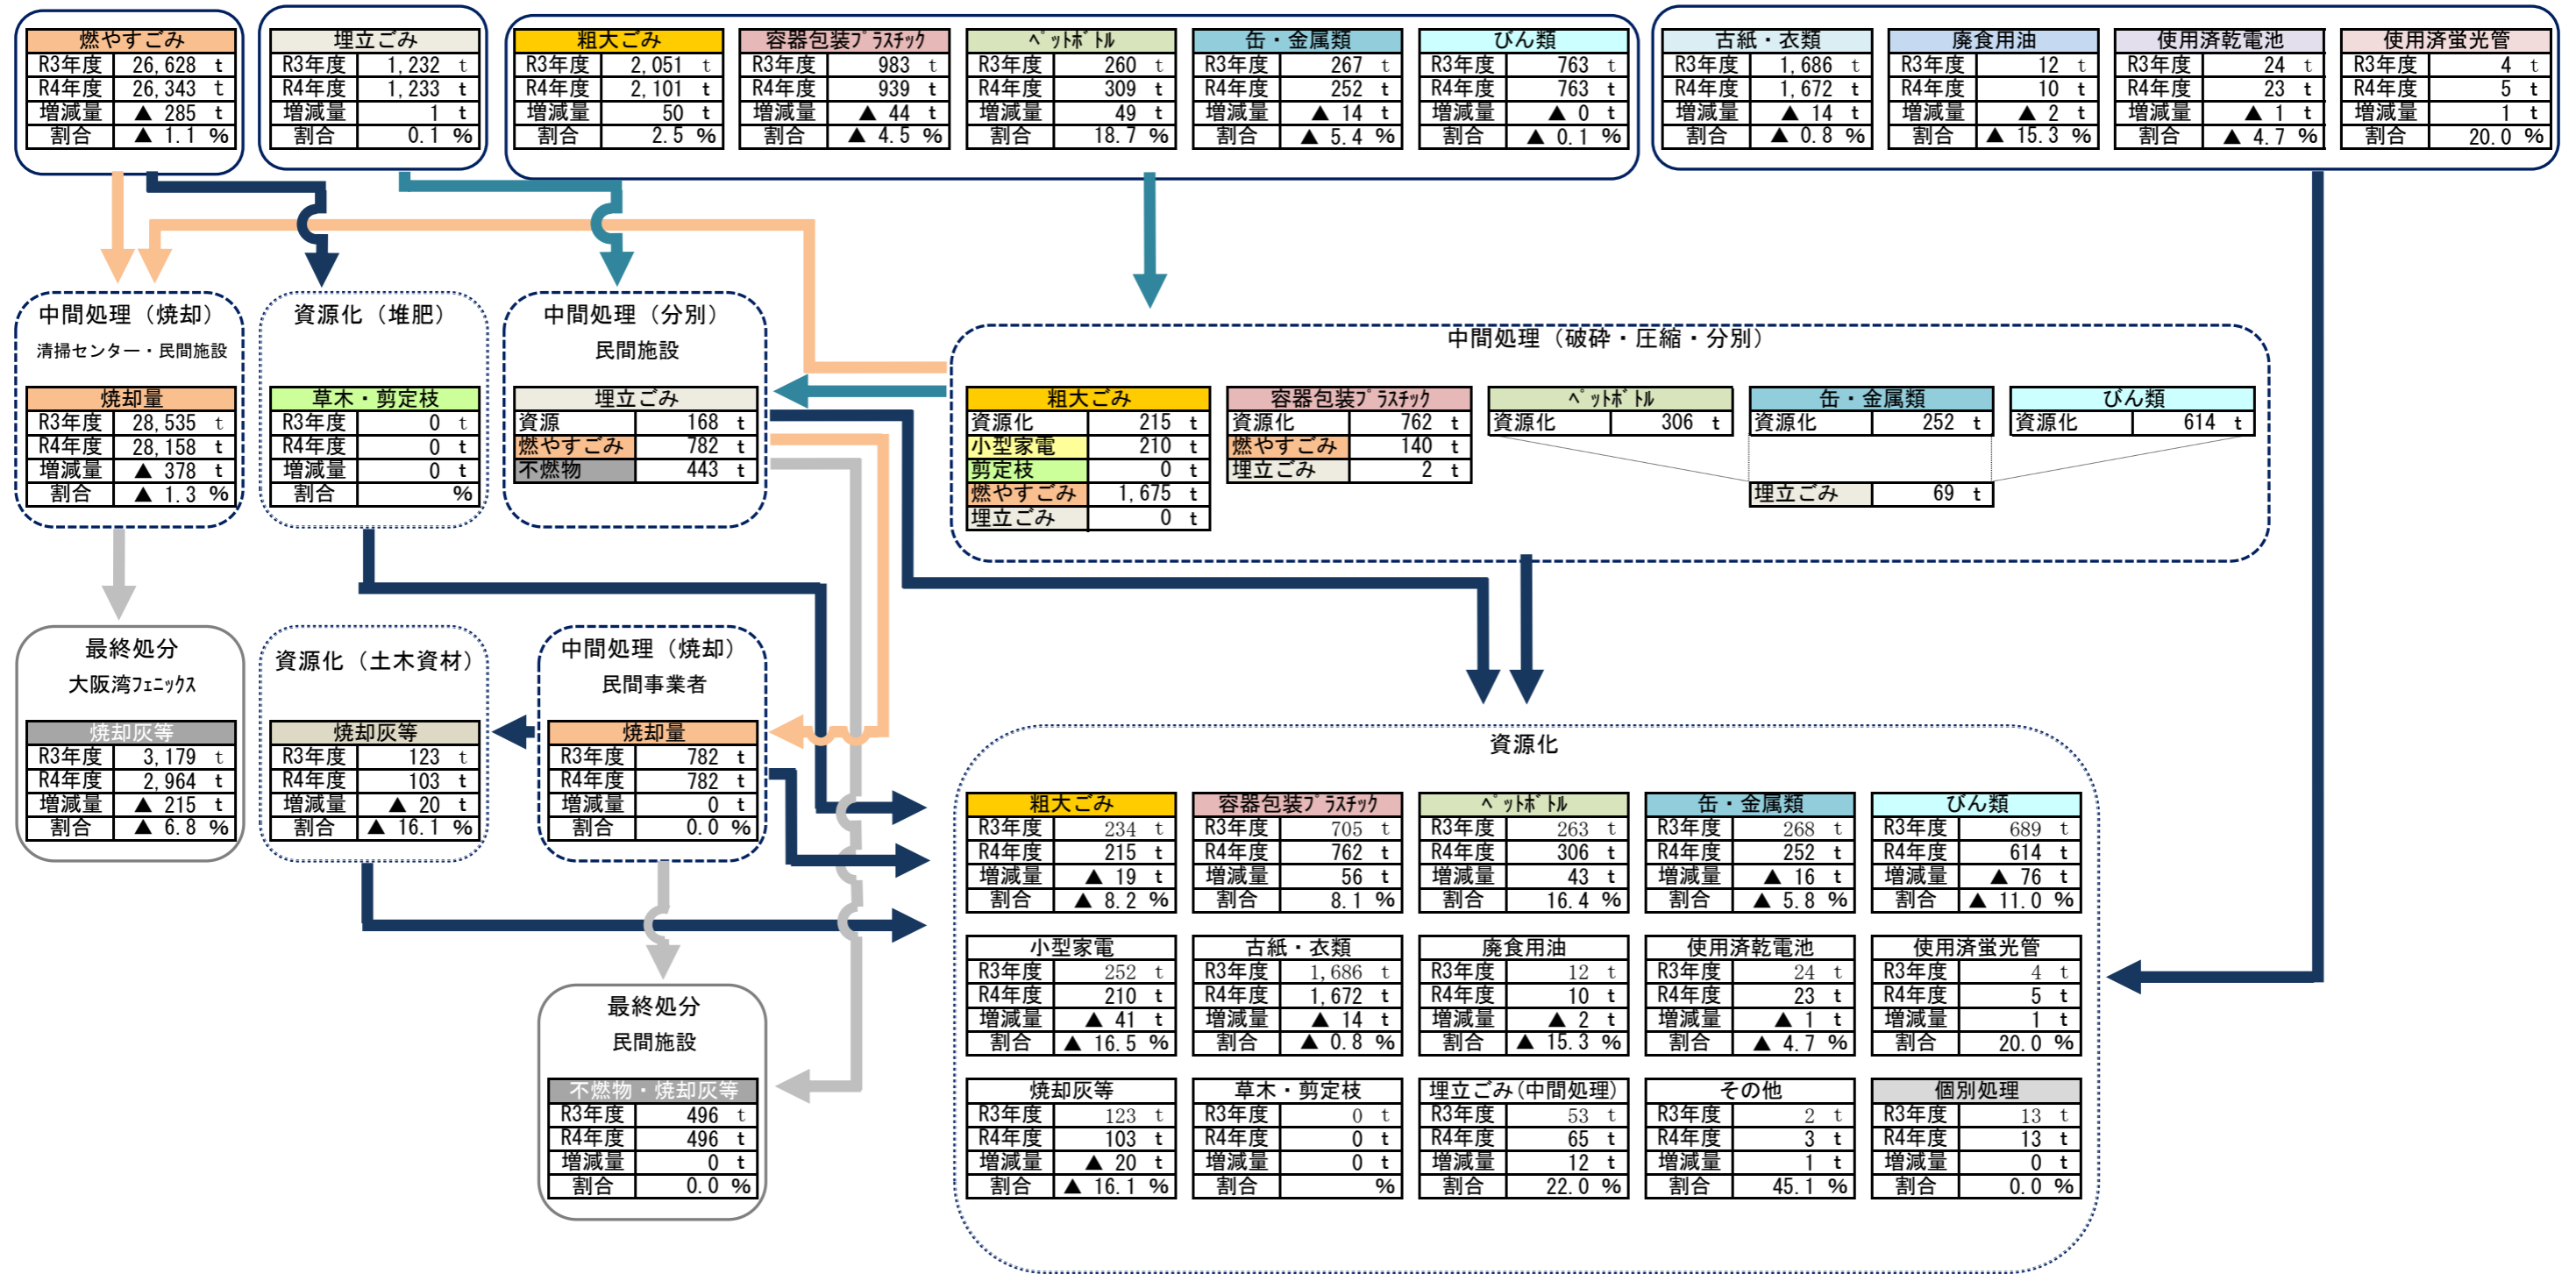 燃やすごみ
R3年度 26,628 t
R4年度 26,343 t
増減量 ▲ 285 t
割合 ▲ 1.1 %
埋立ごみ
R3年度 1,232 t
R4年度 1,233 t
増減量 1 t
割合 0.1 %
粗大ごみ
R3年度 2,051 t
R4年度 2,101 t
増減量 50 t
割合 2.5 %
容器包装プラスチック
R3年度 983 t
R4年度 939 t
増減量 ▲ 44 t
割合 ▲ 4.5 %
ペットボトル
R3年度 260 t
R4年度 309 t
増減量 49 t
割合 18.7 %
缶・金属類
R3年度 267 t
R4年度 252 t
増減量 ▲ 14 t
割合 ▲ 5.4 %
びん類
R3年度 763 t
R4年度 763 t
増減量 ▲ 0 t
割合 ▲ 0.1 %
古紙・衣類
R3年度 1,686 t
R4年度 1,672 t
増減量 ▲ 14 t
割合 ▲ 0.8 %
廃食用油
R3年度 12 t
R4年度 10 t
増減量 ▲ 2 t
割合 ▲ 15.3 %
使用済乾電池
R3年度 24 t
R4年度 23 t
増減量 ▲ 1 t
割合 ▲ 4.7 %
使用済蛍光管
R3年度 4 t
R4年度 5 t
増減量 1 t
割合 20.0 %
中間処理（焼却）
清掃センター・民間施設
焼却量
R3年度 28,535 t
R4年度 28,158 t
増減量 ▲ 378 t
割合 ▲ 1.3 %
資源化（堆肥）
草木・剪定枝
R3年度 0 t
R4年度 0 t
増減量 0 t
割合 %
中間処理（分別）
民間施設
埋立ごみ
資源 168 t
燃やすごみ 782 t
不燃物 443 t
中間処理（破砕・圧縮・分別）
粗大ごみ
資源化 215 t
小型家電 210 t
剪定枝 0 t
燃やすごみ 1,675 t
埋立ごみ 0 t
容器包装プラスチック
資源化 762 t
燃やすごみ 140 t
埋立ごみ 2 t
ペットボトル
資源化 306 t
缶・金属類
資源化 252 t
びん類
資源化 614 t
埋立ごみ 69 t
最終処分
大阪湾フェニックス
焼却灰等
R3年度 3,179 t
R4年度 2,964 t
増減量 ▲ 215 t
割合 ▲ 6.8 %
資源化（土木資材）
焼却灰等
R3年度 123 t
R4年度 103 t
増減量 ▲ 20 t
割合 ▲ 16.1 %
中間処理（焼却）
民間事業者
焼却量
R3年度 782 t
R4年度 782 t
増減量 0 t
割合 0.0 %
最終処分
民間施設
不燃物・焼却灰等
R3年度 496 t
R4年度 496 t
増減量 0 t
割合 0.0 %
資源化
粗大ごみ
R3年度 234 t
R4年度 215 t
増減量 ▲ 19 t
割合 ▲ 8.2 %
容器包装プラスチック
R3年度 705 t
R4年度 762 t
増減量 56 t
割合 8.1 %
ペットボトル
R3年度 263 t
R4年度 306 t
増減量 43 t
割合 16.4 %
缶・金属類
R3年度 268 t
R4年度 252 t
増減量 ▲ 16 t
割合 ▲ 5.8 %
びん類
R3年度 689 t
R4年度 614 t
増減量 ▲ 76 t
割合 ▲ 11.0 %
小型家電
R3年度 252 t
R4年度 210 t
増減量 ▲ 41 t
割合 ▲ 16.5 %
古紙・衣類
R3年度 1,686 t
R4年度 1,672 t
増減量 ▲ 14 t
割合 ▲ 0.8 %
廃食用油
R3年度 12 t
R4年度 10 t
増減量 ▲ 2 t
割合 ▲ 15.3 %
使用済乾電池
R3年度 24 t
R4年度 23 t
増減量 ▲ 1 t
割合 ▲ 4.7 %
使用済蛍光管
R3年度 4 t
R4年度 5 t
増減量 1 t
割合 20.0 %
焼却灰等
R3年度 123 t
R4年度 103 t
増減量 ▲ 20 t
割合 ▲ 16.1 %
草木・剪定枝
R3年度 0 t
R4年度 0 t
増減量 0 t
割合 %
埋立ごみ(中間処理)
R3年度 53 t
R4年度 65 t
増減量 12 t
割合 22.0 %
その他
R3年度 2 t
R4年度 3 t
増減量 1 t
割合 45.1 %
個別処理
R3年度 13 t
R4年度 13 t
増減量 0 t
割合 0.0 %